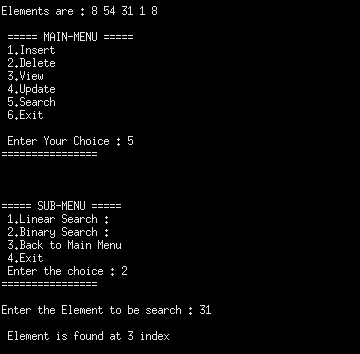 Elements are : 8 54 31 1 8
===== MAIN-MENU =====
1.Insert
2.Delete
3.View
4.Update
5.Search
6.Exit
Enter Your Choice : 5
================
===== SUB-MENU =====
1.Linear Search :
2.Binary Search :
3.Back to Main Menu
4.Exit
Enter the choice : 2
================
Enter the Element to be search : 31
Element is found at 3 index